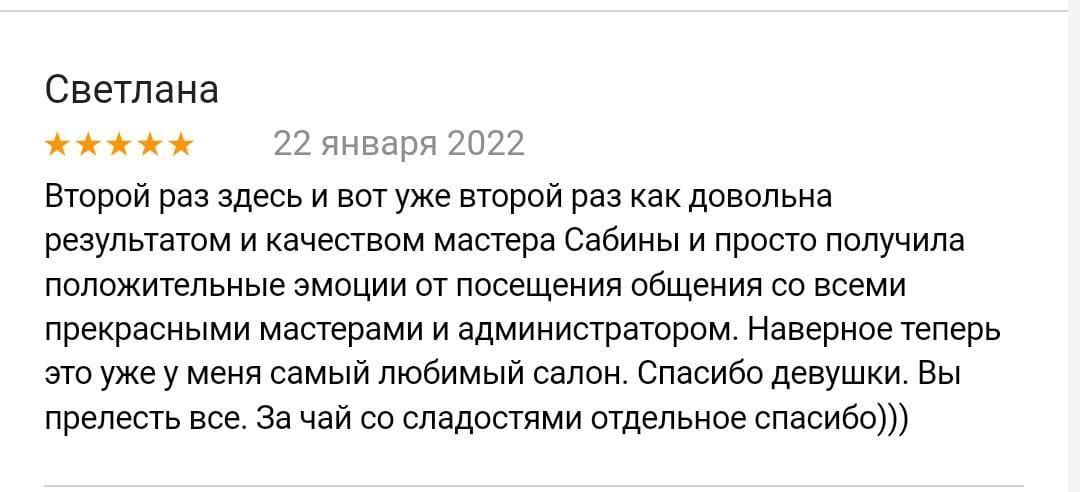 Светлана
★★★★★ 22 января 2022
Второй раз здесь и вот уже второй раз как довольна
результатом и качеством мастера Сабины и просто получила
положительные эмоции от посещения общения со всеми
прекрасными мастерами и администратором. Наверное теперь
это уже у меня самый любимый салон. Спасибо девушки. Вы
прелесть все. За чай со сладостями отдельное спасибо)))